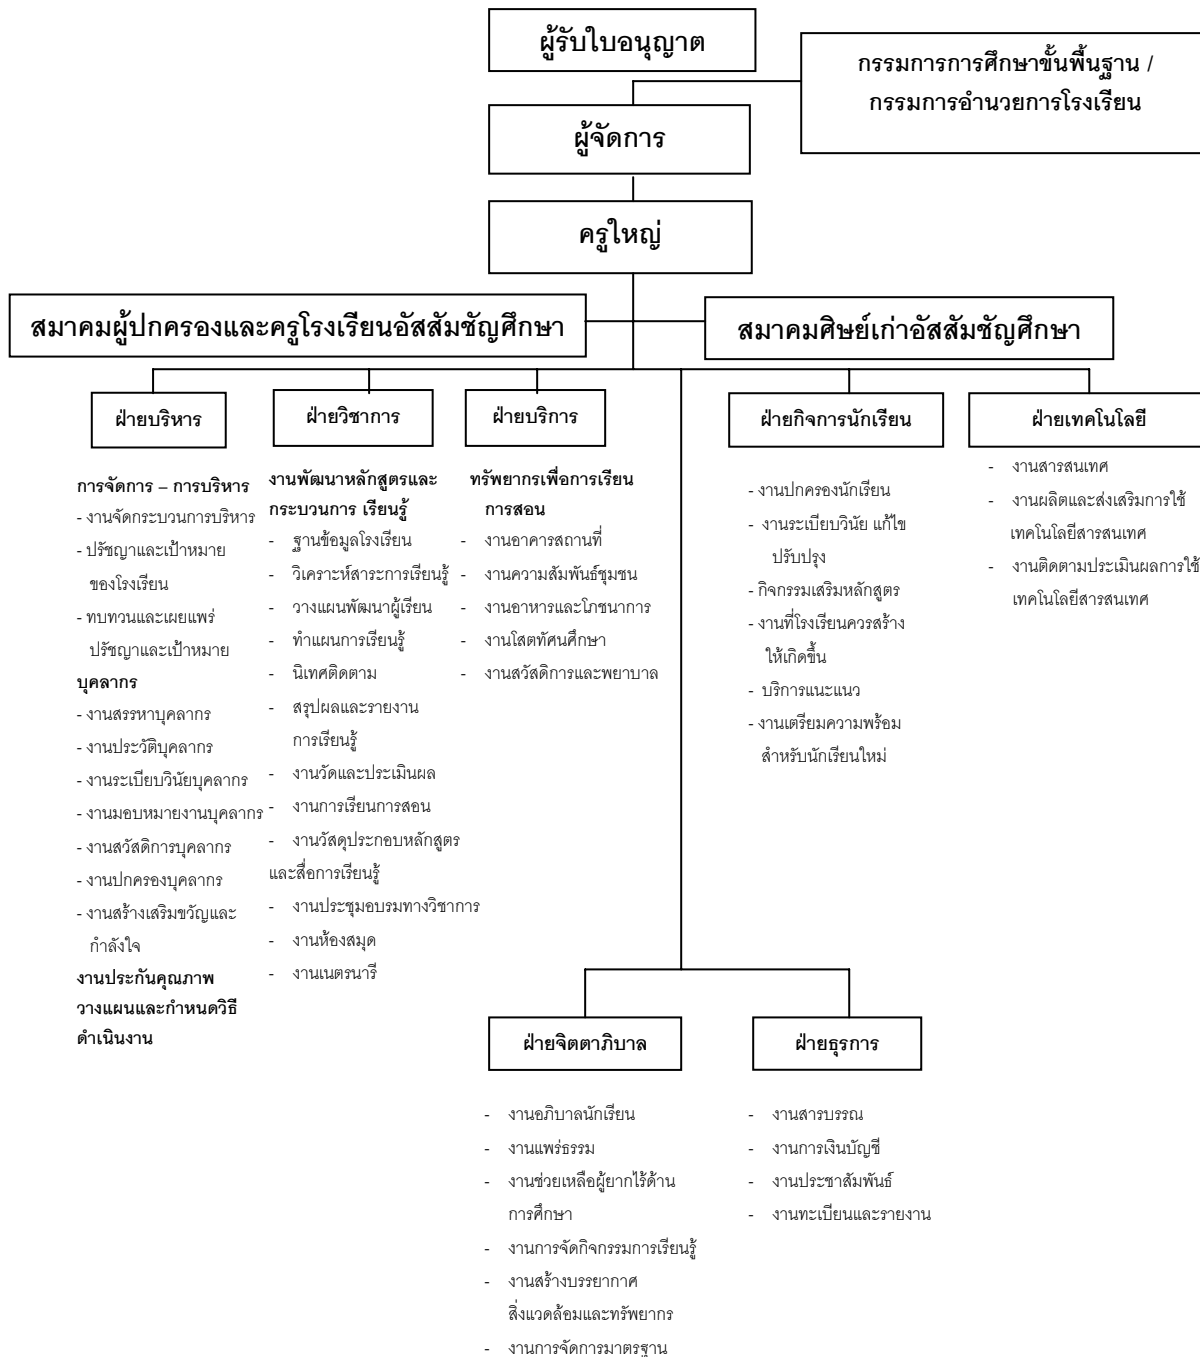 ผู้รับใบอนุญาต
กรรมการการศึกษาขั้นพื้นฐาน /
กรรมการอำนวยการโรงเรียน
ผู้จัดการ
ครูใหญ่
สมาคมผู้ปกครองและครูโรงเรียนอัสสัมชัญศึกษา
สมาคมศิษย์เก่าอัสสัมชัญศึกษา
ฝ่ายบริหาร
การจัดการ – การบริหาร
- งานจัดกระบวนการบริหาร
- ปรัชญาและเป้าหมาย
ของโรงเรียน
- ทบทวนและเผยแพร่
ปรัชญาและเป้าหมาย
บุคลากร
- งานสรรหาบุคลากร
- งานประวัติบุคลากร
- งานระเบียบวินัยบุคลากร
- งานมอบหมายงานบุคลากร
- งานสวัสดิการบุคลากร
- งานปกครองบุคลากร
- งานสร้างเสริมขวัญและ
กำลังใจ
งานประกันคุณภาพ
วางแผนและกำหนดวิธี
ดำเนินงาน
ฝ่ายวิชาการ
งานพัฒนาหลักสูตรและ
กระบวนการ เรียนรู้
- ฐานข้อมูลโรงเรียน
- วิเคราะห์สาระการเรียนรู้
- วางแผนพัฒนาผู้เรียน
- ทำแผนการเรียนรู้
- นิเทศติดตาม
- สรุปผลและรายงาน
การเรียนรู้
- งานวัดและประเมินผล
- งานการเรียนการสอน
- งานวัสดุประกอบหลักสูตร
และสื่อการเรียนรู้
- งานประชุมอบรมทางวิชาการ
- งานห้องสมุด
- งานเนตรนารี
ฝ่ายบริการ
ทรัพยากรเพื่อการเรียน
การสอน
- งานอาคารสถานที่
- งานความสัมพันธ์ชุมชน
- งานอาหารและโภชนาการ
- งานโสตทัศนศึกษา
- งานสวัสดิการและพยาบาล
ฝ่ายกิจการนักเรียน
- งานปกครองนักเรียน
- งานระเบียบวินัย แก้ไข
ปรับปรุง
- กิจกรรมเสริมหลักสูตร
- งานที่โรงเรียนควรสร้าง
ให้เกิดขึ้น
- บริการแนะแนว
- งานเตรียมความพร้อม
สำหรับนักเรียนใหม่
ฝ่ายเทคโนโลยี
- งานสารสนเทศ
- งานผลิตและส่งเสริมการใช้
เทคโนโลยีสารสนเทศ
- งานติดตามประเมินผลการใช้
เทคโนโลยีสารสนเทศ
ฝ่ายจิตตาภิบาล
- งานอภิบาลนักเรียน
- งานแพร่ธรรม
- งานช่วยเหลือผู้ยากไร้ด้าน
การศึกษา
- งานการจัดกิจกรรมการเรียนรู้
- งานสร้างบรรยากาศ
สิ่งแวดล้อมและทรัพยากร
- งานการจัดการมาตรฐาน
ฝ่ายธุรการ
- งานสารบรรณ
- งานการเงินบัญชี
- งานประชาสัมพันธ์
- งานทะเบียนและรายงาน